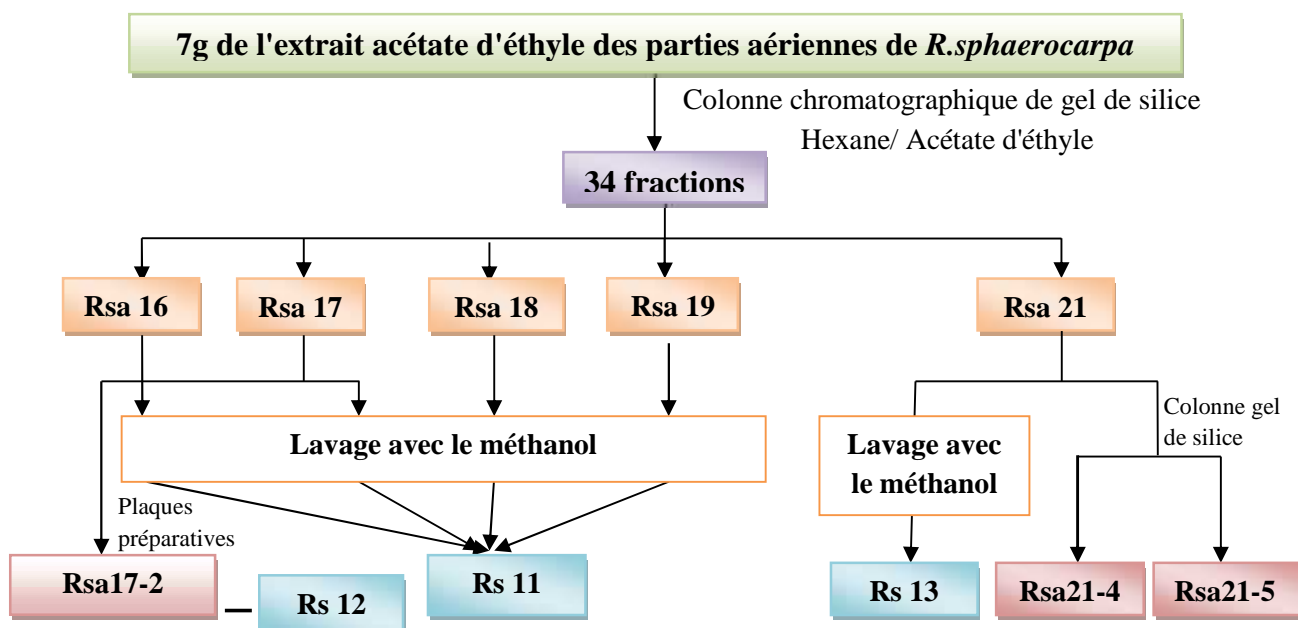 7g de l'extrait acétate d'éthyle des parties aériennes de R.sphaerocarpa
Colonne chromatographique de gel de silice
Hexane/ Acétate d'éthyle
34 fractions
Rsa 16
Rsa 17
Rsa 18
Rsa 19
Rsa 21
Lavage avec le méthanol
Lavage avec
le méthanol
Colonne gel
de silice
Plaques
préparatives
Rsa17-2
Rs 12
Rs 11
Rs 13
Rsa21-4
Rsa21-5